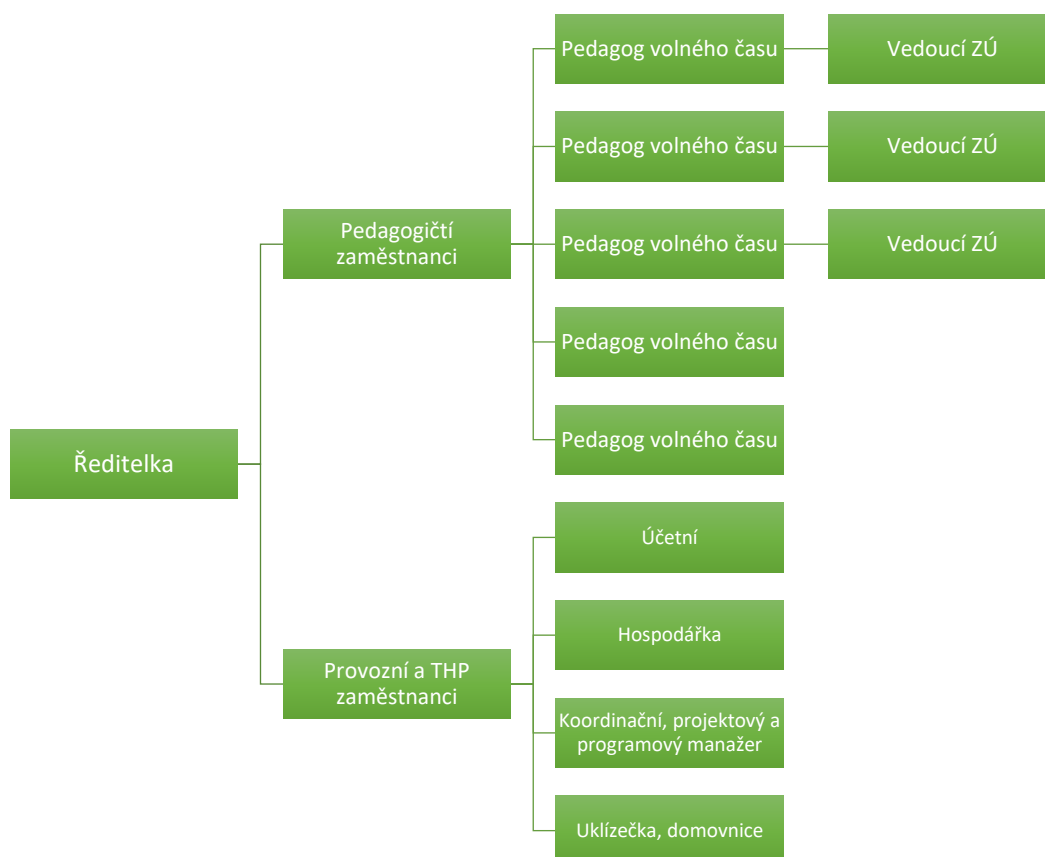 Pedagog volného času
Vedoucí ZÚ
Pedagog volného času
Vedoucí ZÚ
Pedagogičtí
zaměstnanci
Pedagog volného času
Vedoucí ZÚ
Pedagog volného času
Pedagog volného času
Ředitelka
Účetní
Hospodářka
Provozní a THP
zaměstnanci
Koordinační, projektový a
programový manažer
Uklízečka, domovnice